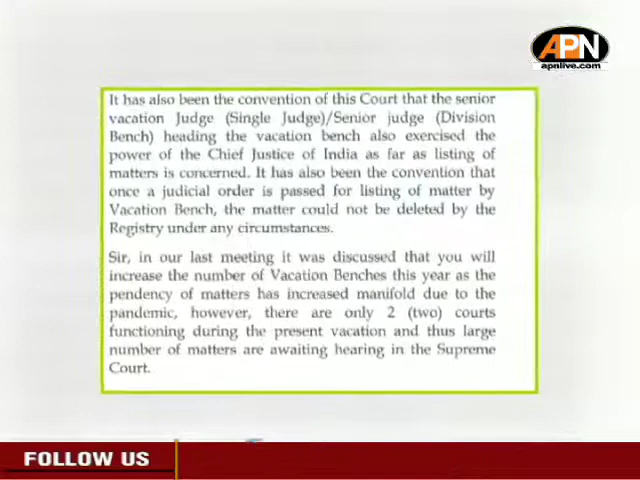 APN
apnlive.com
It has also been the convention of this Court that the senior
vacation Judge (Single Judge)/Senior judge (Division
Bench) heading the vacation bench also exercised the
power of the Chief Justice of India as far as listing of
matters is concerned. It has also been the convention that
once a judicial order is passed for listing of matter by
Vacation Bench, the matter could not be deleted by the
Registry under any circumstances.
Sir, in our last meeting it was discussed that you will
increase the number of Vacation Benches this year as the
pendency of matters has increased manifold due to the
pandemic, however, there are only 2 (two) courts
functioning during the present vacation and thus large
number of matters are awaiting hearing in the Supreme
Court.
FOLLOW US